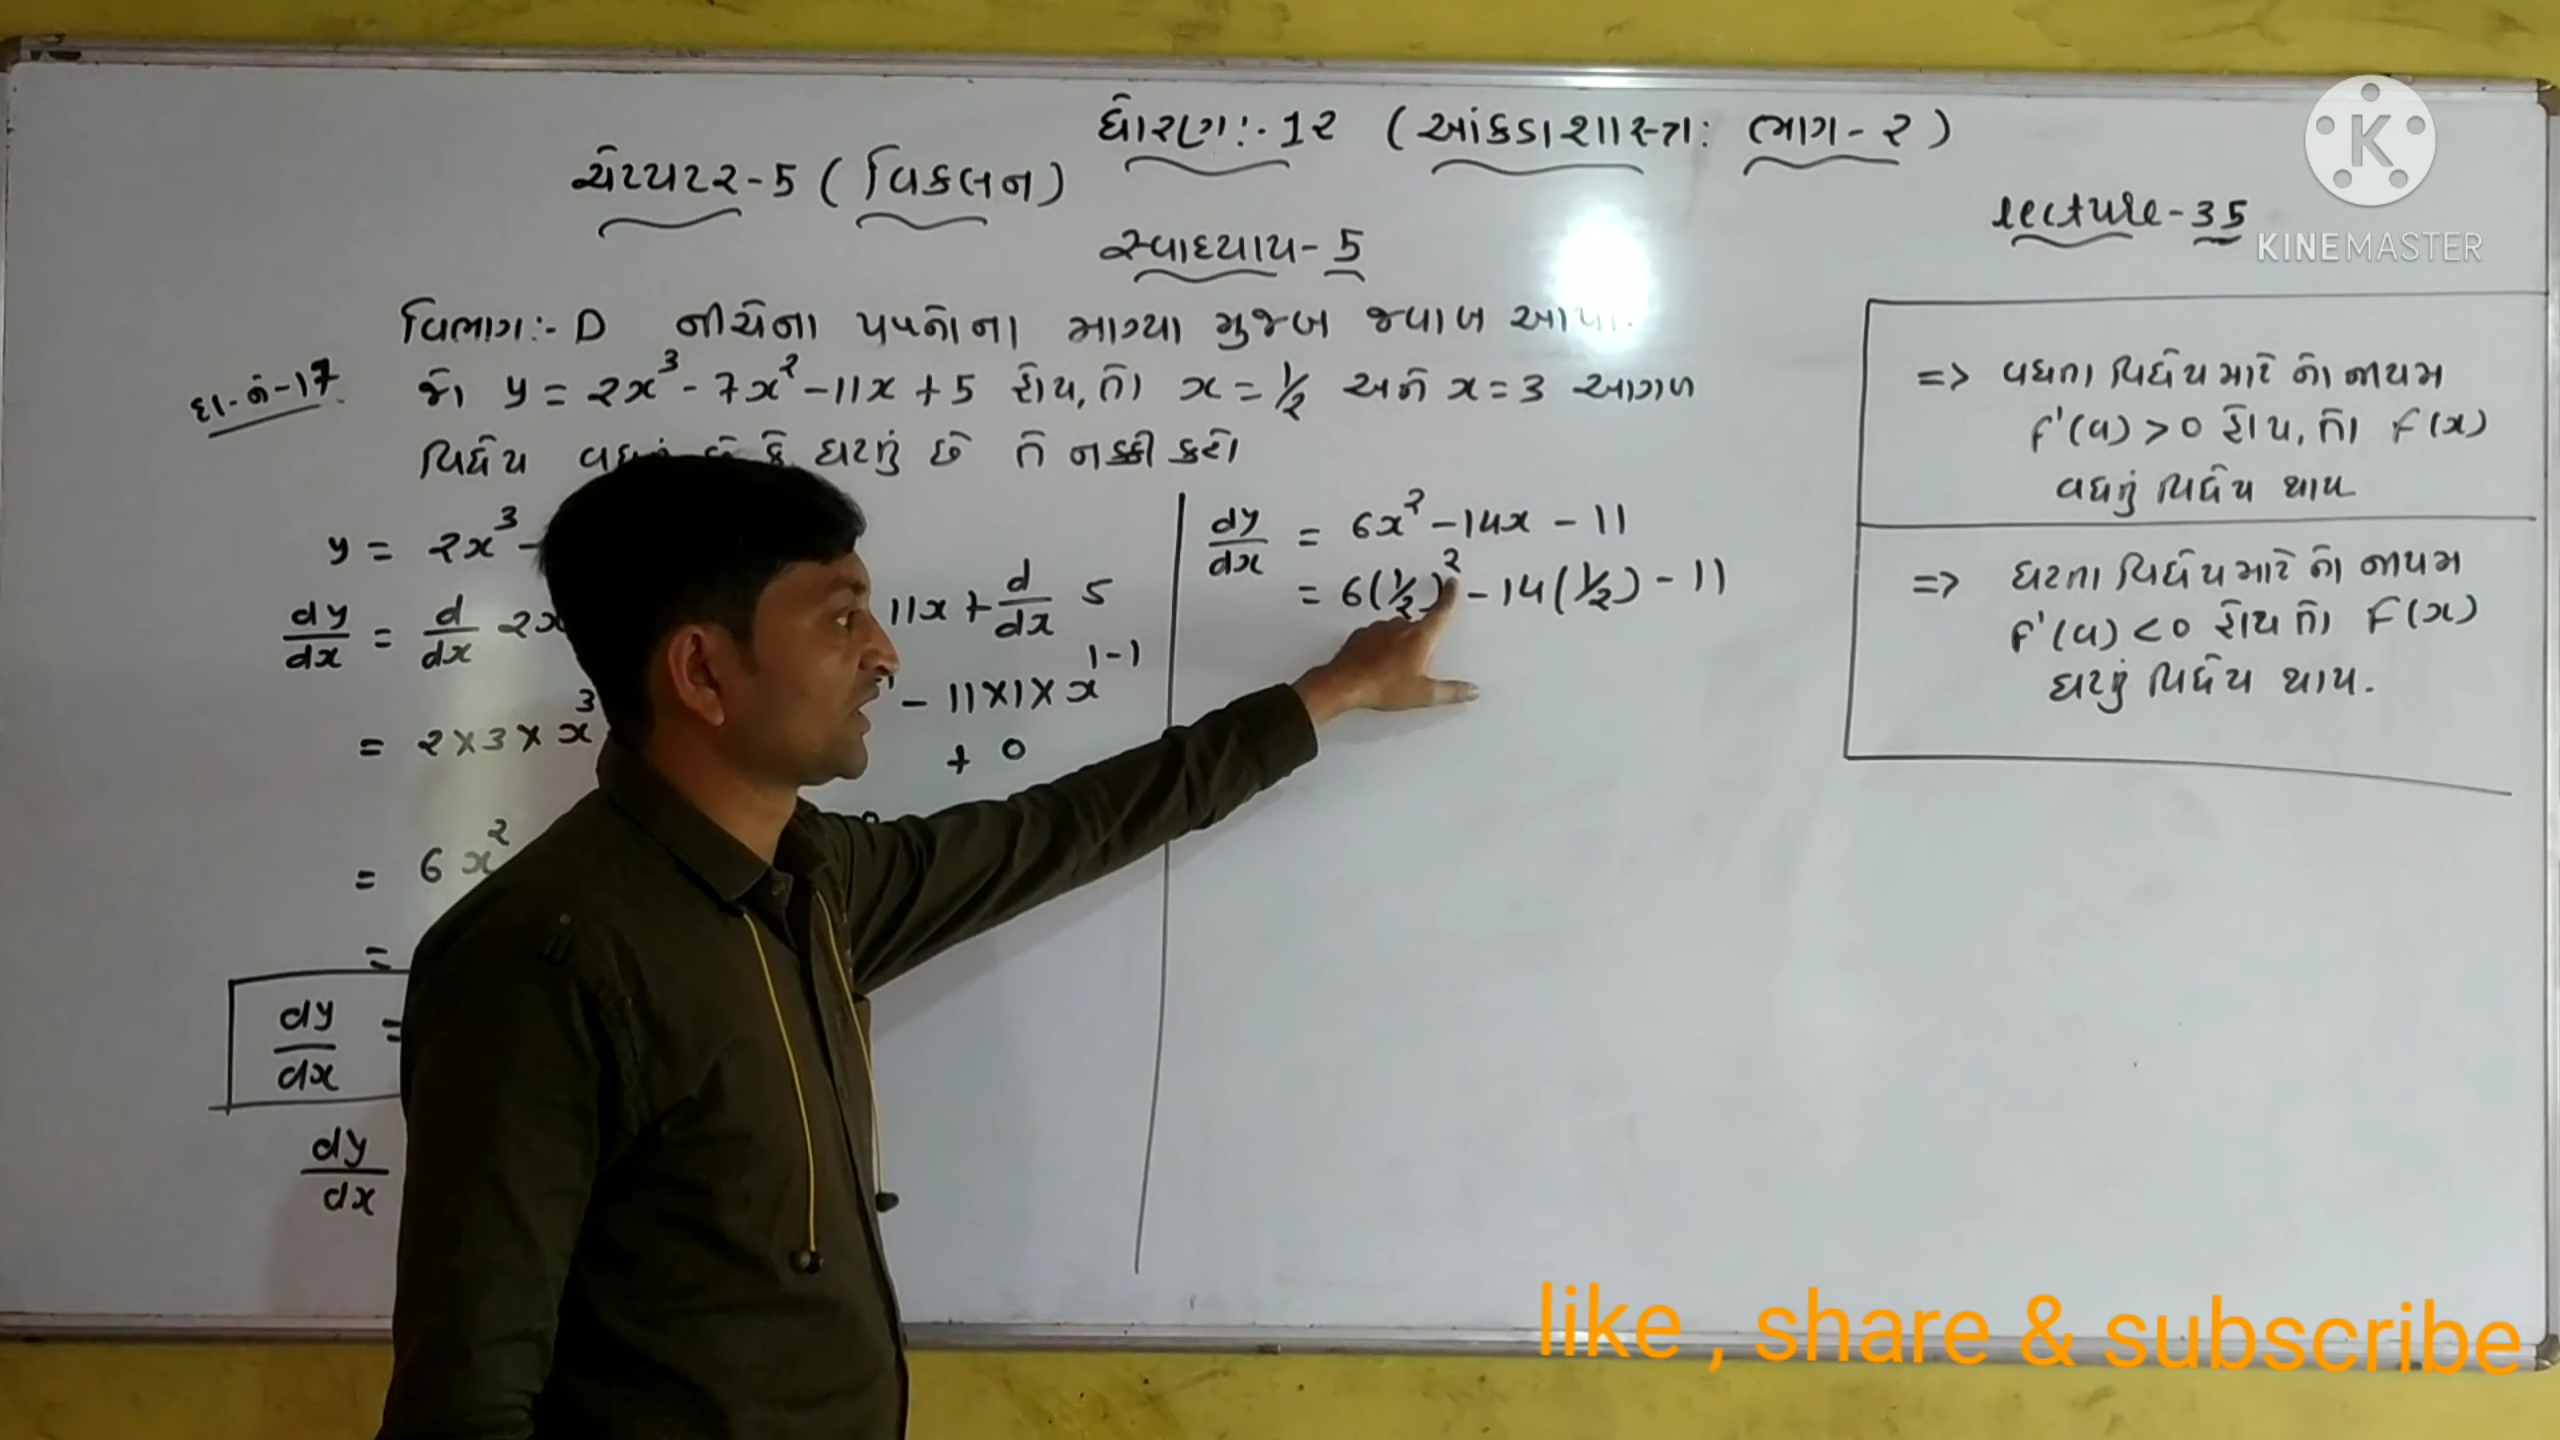 ધોરણ:- 12 (આંકડાશાસ્ત્ર: ભાગ-૨)
ચેપ્ટર-5 (વિકલન)
lecture-35
સ્વાધ્યાય-5
K
KINEMASTER
વિભાગ:- D નીચેના પ્રશ્નોના માગ્યા મુજબ જવાબ આપો.
દા.નં-17
જો y = 2x³ - 7x² - 11x + 5 હોય, તો x = ½ અને x = 3 આગળ
વિધેય વધતું છે કે ઘટતું છે તે નક્કી કરો
y = 2x³ -
dy/dx = d/dx 2x
11x + d/dx 5
= 2×3×x³
- 11×1×x¹⁻¹
+ 0
= 6x²
=
dy/dx =
dy/dx
dy/dx = 6x² - 14x - 11
= 6(½)² - 14(½) - 11
=> વધતા વિધેય માટે નો નિયમ
f'(a) > 0 હોય, તો f(x)
વધતું વિધેય થાય
=> ઘટતા વિધેય માટે નો નિયમ
f'(a) < 0 હોય તો f(x)
ઘટતું વિધેય થાય.
like , share & subscribe